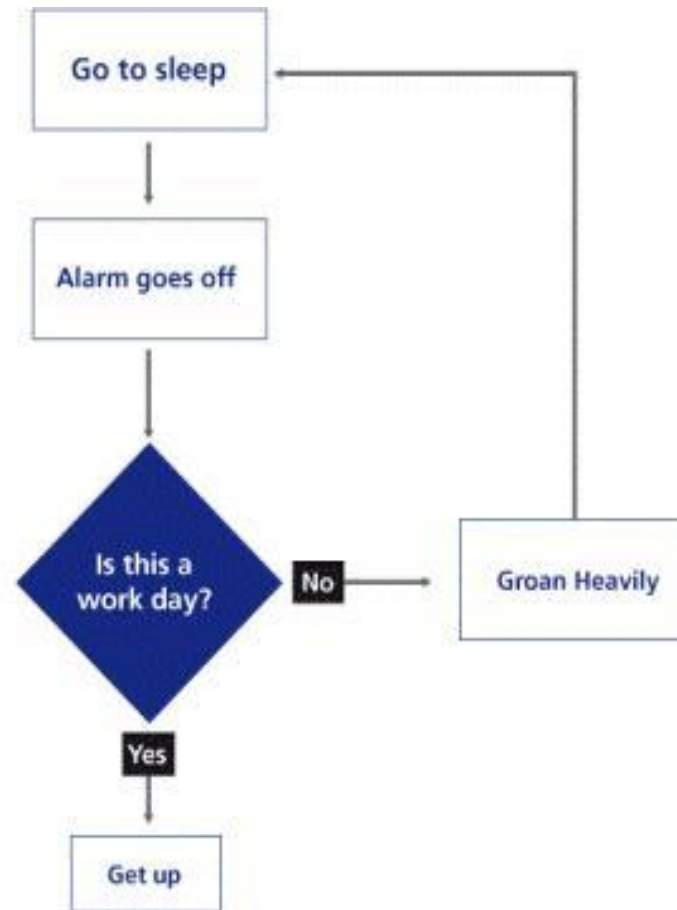 Go to sleep
Alarm goes off
Is this a
work day?
No
Groan Heavily
Yes
Get up